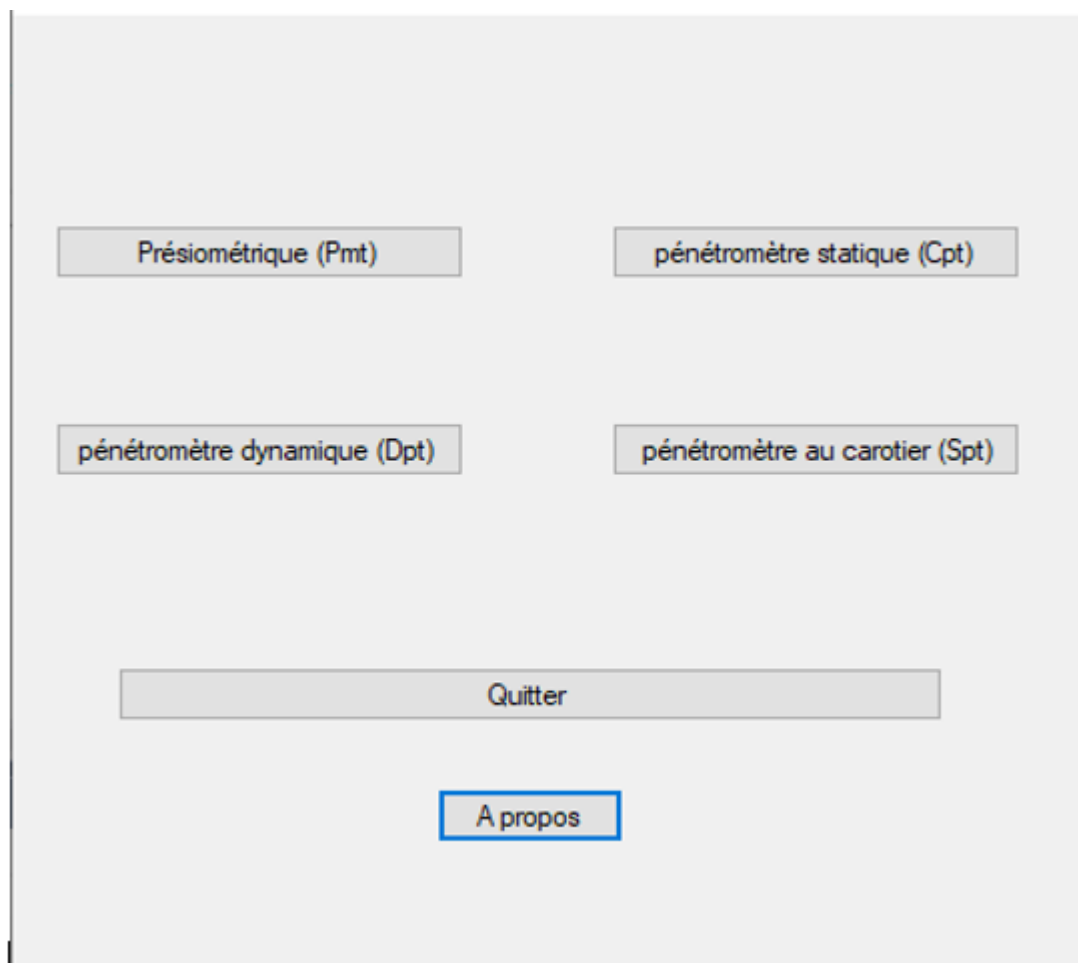 Présiométrique (Pmt)
pénétromètre statique (Cpt)
pénétromètre dynamique (Dpt)
pénétromètre au carotier (Spt)
Quitter
A propos